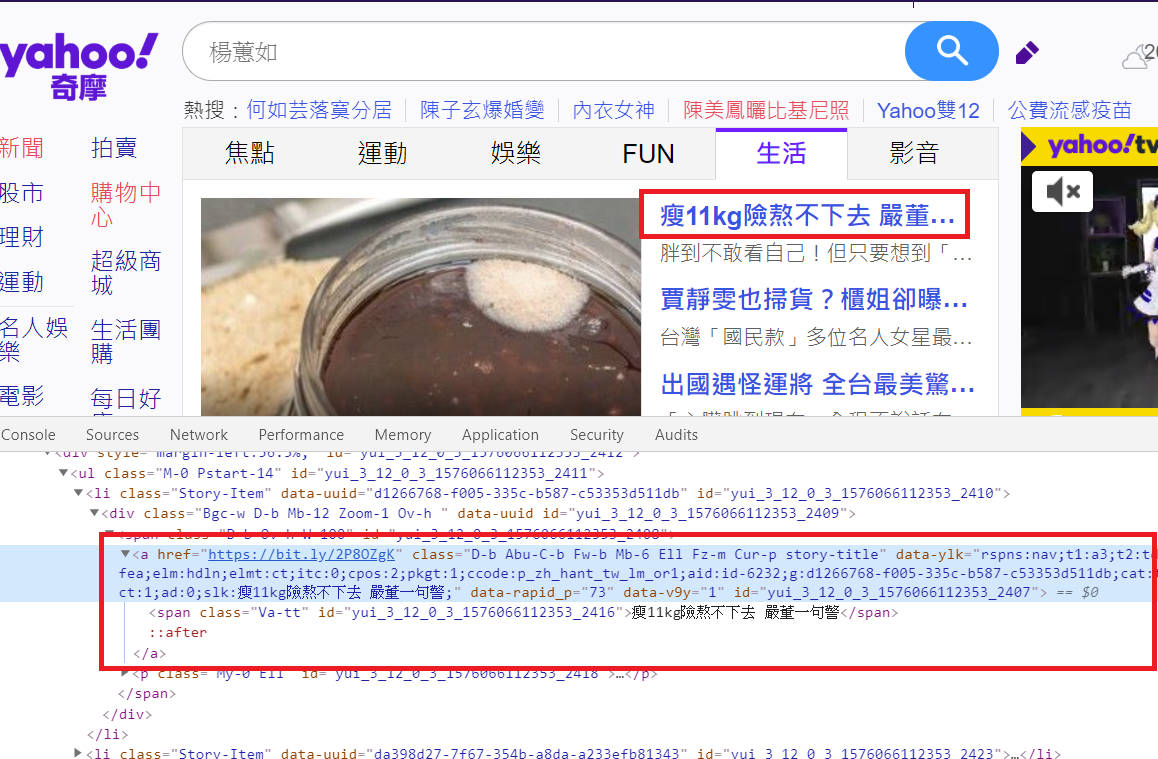 yahoo!
奇摩
楊蕙如
熱搜：何如芸落寞分居 陳子玄爆婚變 內衣女神 陳美鳳曬比基尼照 Yahoo雙12 公費流感疫苗
新聞 拍賣
股市 購物中心
理財
運動 超級商城
名人娛樂 生活團購
電影 每日好
焦點 運動 娛樂 FUN 生活 影音
瘦11kg險熬不下去 嚴董...
胖到不敢看自己！但只要想到「...
賈靜雯也掃貨？櫃姐卻曝...
台灣「國民款」多位名人女星最...
出國遇怪運將 全台最美驚...
yahoo!tv
Console Sources Network Performance Memory Application Security Audits
<div style="margin-left:56.5%;" id="yui_3_12_0_3_1576066112353_2412">
▼<ul class="M-0 Pstart-14" id="yui_3_12_0_3_1576066112353_2411">
▼<li class="Story-Item" data-uuid="d1266768-f005-335c-b587-c53353d511db" id="yui_3_12_0_3_1576066112353_2410">
▼<div class="Bgc-w D-b Mb-12 Zoom-1 Ov-h " data-uuid id="yui_3_12_0_3_1576066112353_2409">
▼<span class="D-b Ov-h W-100" id="yui_3_12_0_3_1576066112353_2408">
▼<a href="https://bit.ly/2P8OZgK" class="D-b Abu-C-b Fw-b Mb-6 Ell Fz-m Cur-p story-title" data-ylk="rspns:nav;t1:a3;t2:td
fea;elm:hdln;elmt:ct;itc:0;cpos:2;pkgt:1;ccode:p_zh_hant_tw_lm_or1;aid:id-6232;g:d1266768-f005-335c-b587-c53353d511db;cat:
ct:1;ad:0;slk:瘦11kg險熬不下去 嚴董一句警;" data-rapid_p="73" data-v9y="1" id="yui_3_12_0_3_1576066112353_2407"> == $0
<span class="Va-tt" id="yui_3_12_0_3_1576066112353_2416">瘦11kg險熬不下去 嚴董一句警</span>
::after
</a>
▶<p class="My-0 Ell" id="yui_3_12_0_3_1576066112353_2418">…</p>
</span>
</div>
</li>
▶<li class="Story-Item" data-uuid="da398d27-7f67-354b-a8da-a233efb81343" id="yui_3_12_0_3_1576066112353_2423">…</li>